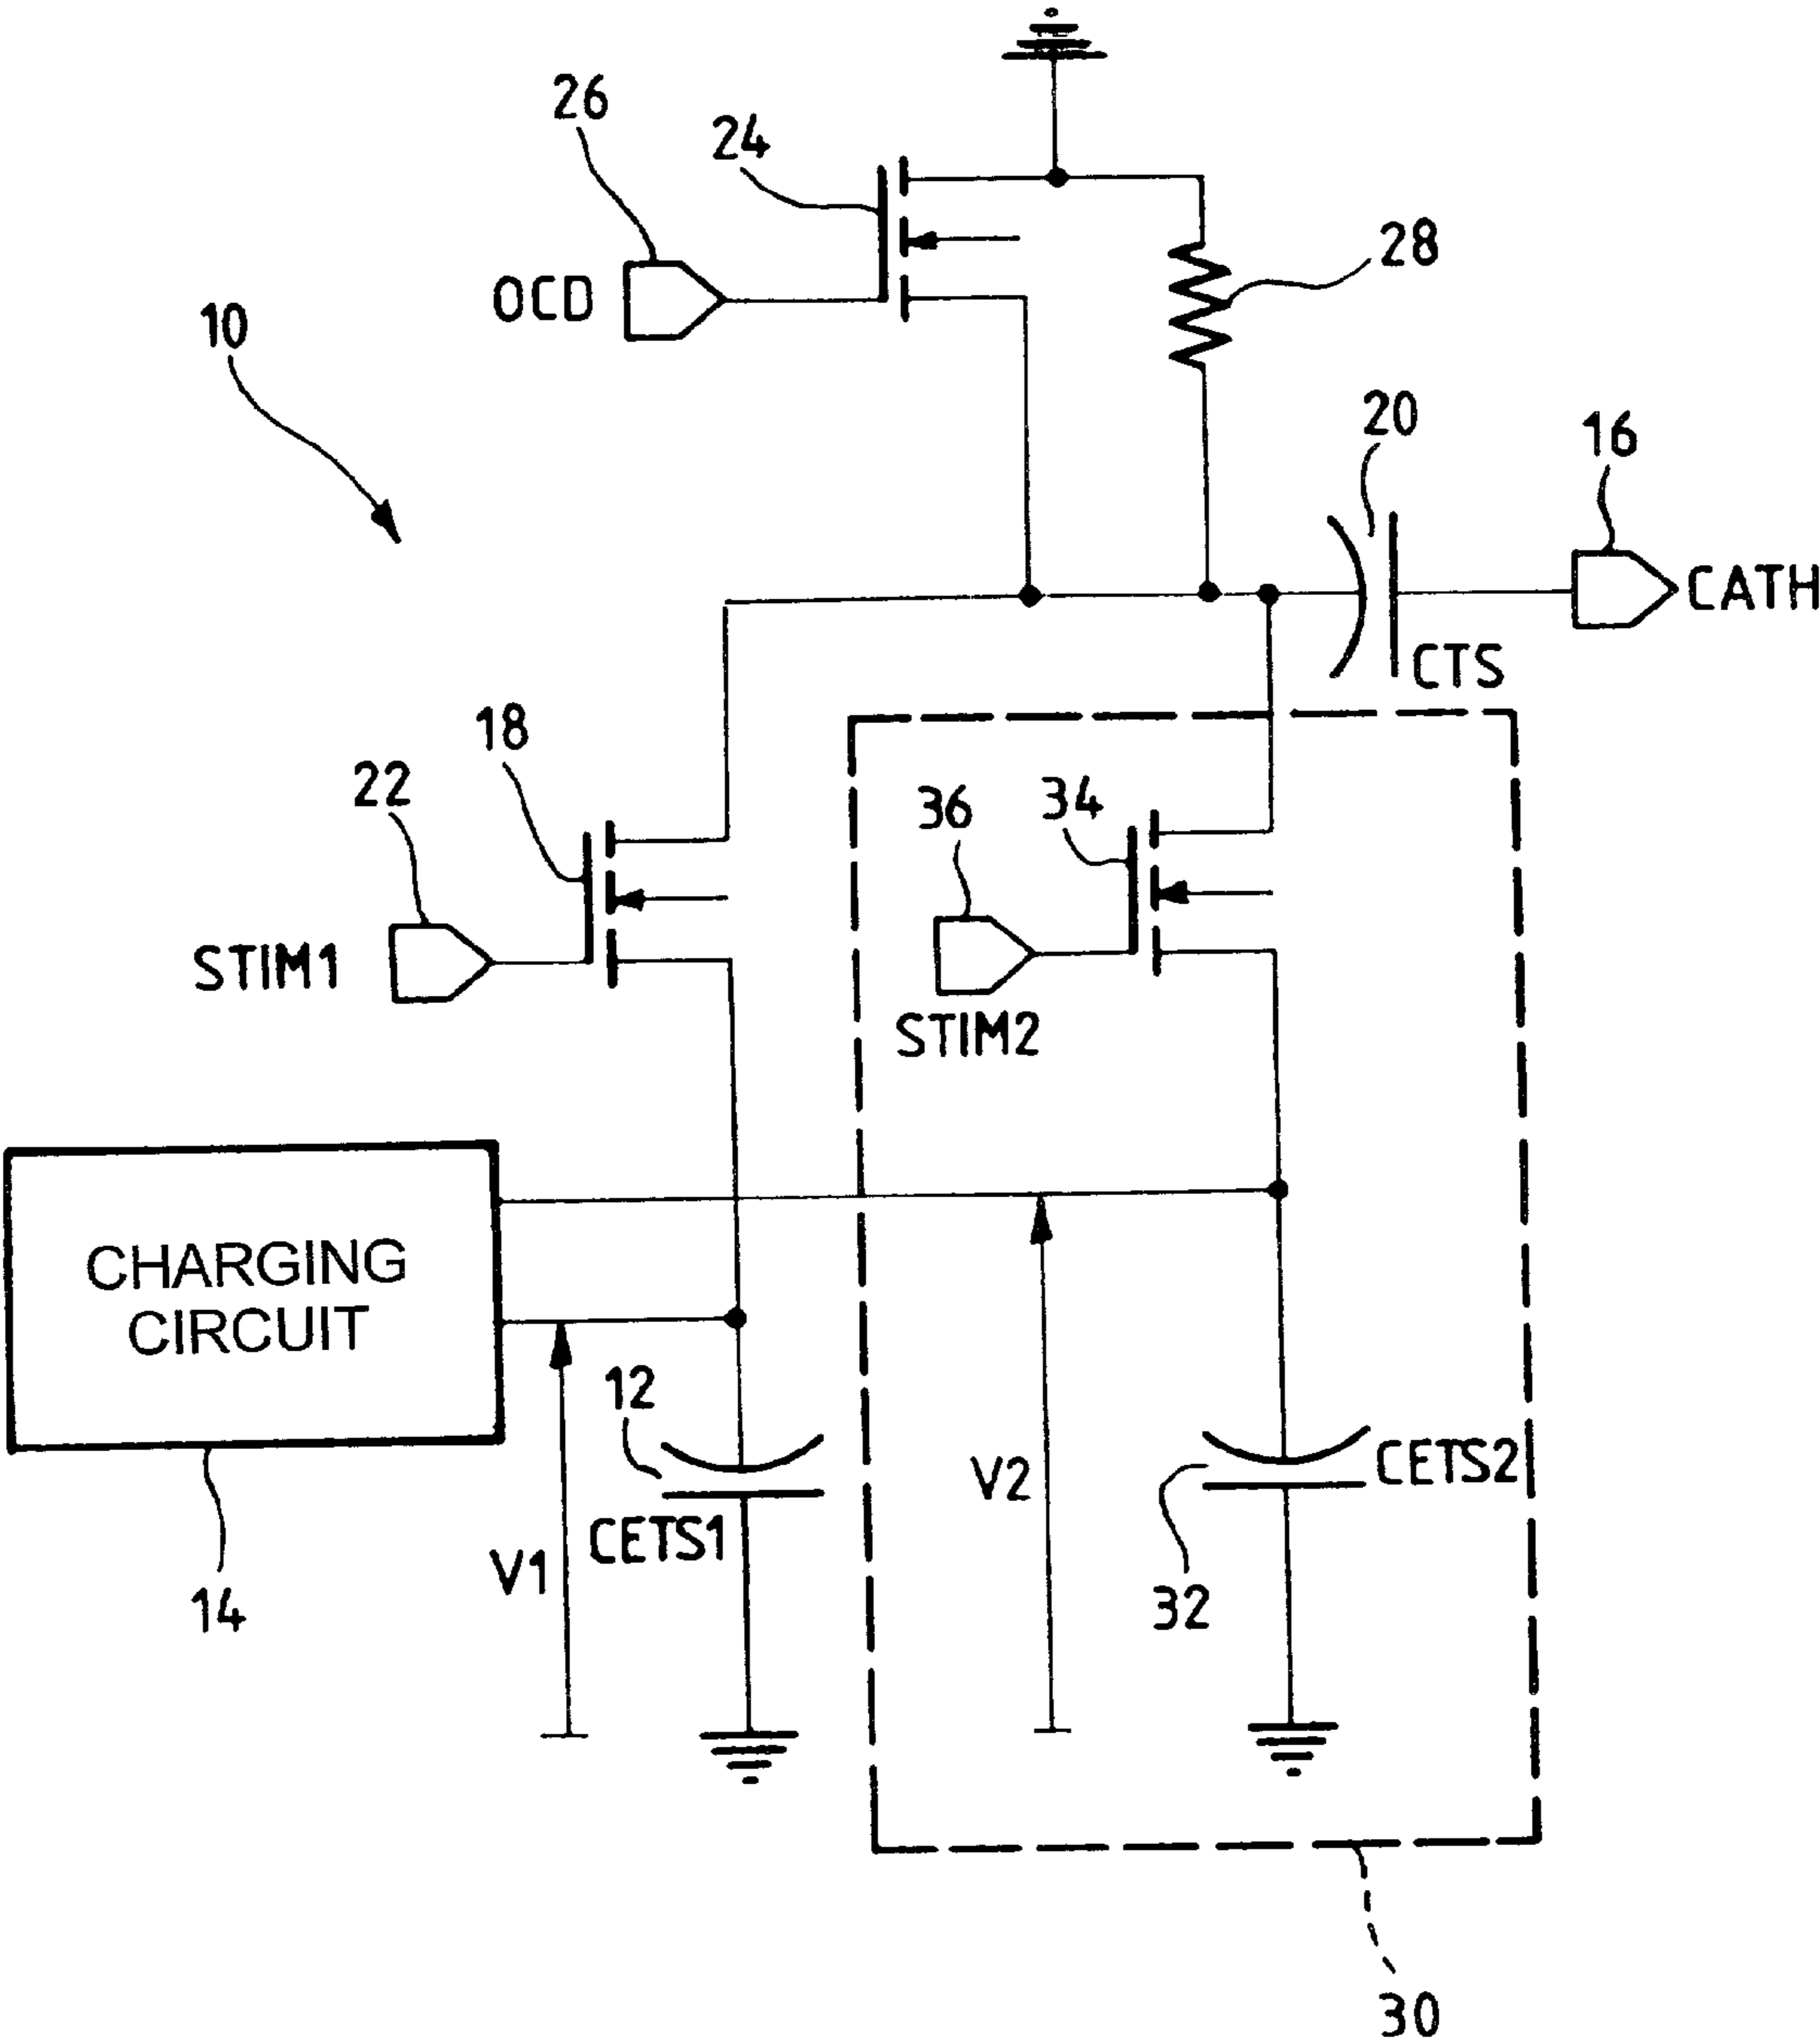 26
24
28
OCD
10
20
16
CATH
CTS
18
22
36
34
STIM1
STIM2
CHARGING
CIRCUIT
12
V2
CETS2
CETS1
V1
14
32
30